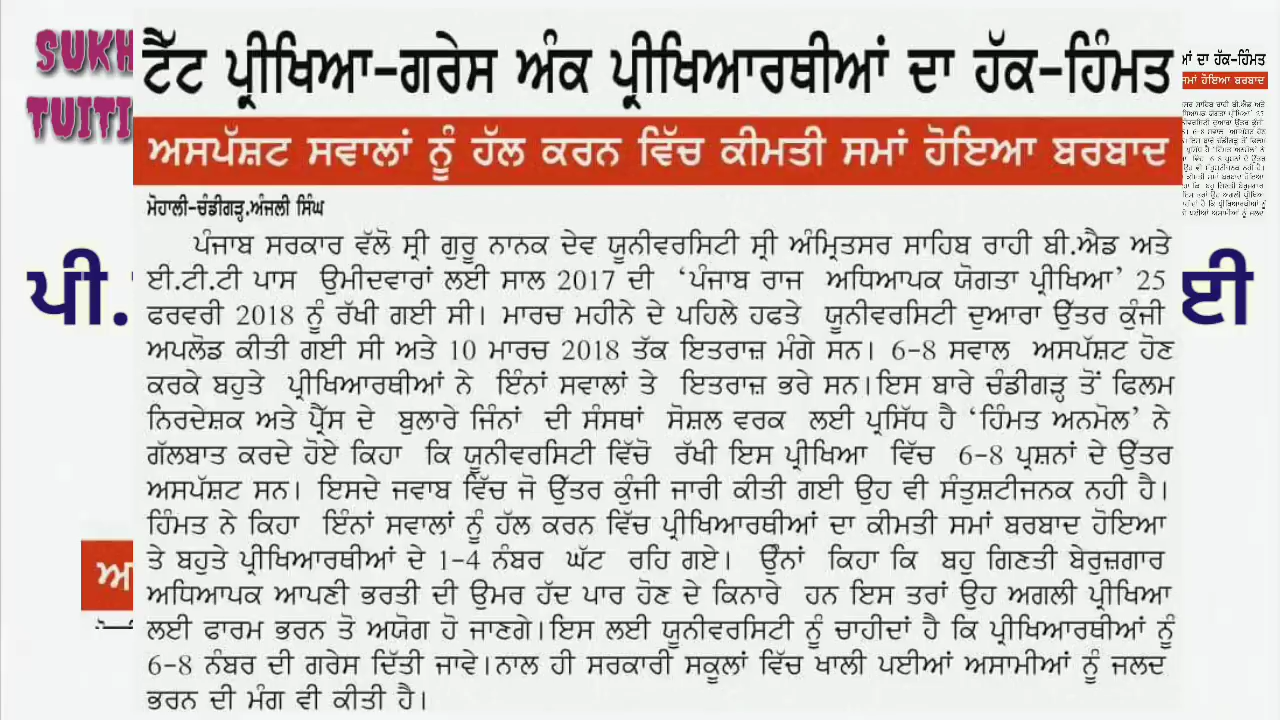 SUKH
TUITI
ਟੈੱਟ ਪ੍ਰੀਖਿਆ-ਗਰੇਸ ਅੰਕ ਪ੍ਰੀਖਿਆਰਥੀਆਂ ਦਾ ਹੱਕ-ਹਿੰਮਤ
ਅਸਪੱਸ਼ਟ ਸਵਾਲਾਂ ਨੂੰ ਹੱਲ ਕਰਨ ਵਿੱਚ ਕੀਮਤੀ ਸਮਾਂ ਹੋਇਆ ਬਰਬਾਦ
ਮੋਹਾਲੀ-ਚੰਡੀਗੜ੍ਹ.ਅੰਜਲੀ ਸਿੰਘ
ਪੰਜਾਬ ਸਰਕਾਰ ਵੱਲੋ ਸ੍ਰੀ ਗੁਰੂ ਨਾਨਕ ਦੇਵ ਯੂਨੀਵਰਸਿਟੀ ਸ੍ਰੀ ਅੰਮ੍ਰਿਤਸਰ ਸਾਹਿਬ ਰਾਹੀ ਬੀ.ਐਡ ਅਤੇ
ਈ.ਟੀ.ਟੀ ਪਾਸ ਉਮੀਦਵਾਰਾਂ ਲਈ ਸਾਲ 2017 ਦੀ ‘ਪੰਜਾਬ ਰਾਜ ਅਧਿਆਪਕ ਯੋਗਤਾ ਪ੍ਰੀਖਿਆ’ 25
ਫਰਵਰੀ 2018 ਨੂੰ ਰੱਖੀ ਗਈ ਸੀ। ਮਾਰਚ ਮਹੀਨੇ ਦੇ ਪਹਿਲੇ ਹਫਤੇ ਯੂਨੀਵਰਸਿਟੀ ਦੁਆਰਾ ਉੱਤਰ ਕੁੰਜੀ
ਅਪਲੋਡ ਕੀਤੀ ਗਈ ਸੀ ਅਤੇ 10 ਮਾਰਚ 2018 ਤੱਕ ਇਤਰਾਜ਼ ਮੰਗੇ ਸਨ। 6-8 ਸਵਾਲ ਅਸਪੱਸ਼ਟ ਹੋਣ
ਕਰਕੇ ਬਹੁਤੇ ਪ੍ਰੀਖਿਆਰਥੀਆਂ ਨੇ ਇੰਨਾਂ ਸਵਾਲਾਂ ਤੇ ਇਤਰਾਜ਼ ਭਰੇ ਸਨ।ਇਸ ਬਾਰੇ ਚੰਡੀਗੜ੍ਹ ਤੋਂ ਫਿਲਮ
ਨਿਰਦੇਸ਼ਕ ਅਤੇ ਪ੍ਰੈੱਸ ਦੇ ਬੁਲਾਰੇ ਜਿੰਨਾਂ ਦੀ ਸੰਸਥਾਂ ਸੋਸ਼ਲ ਵਰਕ ਲਈ ਪ੍ਰਸਿੱਧ ਹੈ ‘ਹਿੰਮਤ ਅਨਮੋਲ’ ਨੇ
ਗੱਲਬਾਤ ਕਰਦੇ ਹੋਏ ਕਿਹਾ ਕਿ ਯੂਨੀਵਰਸਿਟੀ ਵਿੱਚੋ ਰੱਖੀ ਇਸ ਪ੍ਰੀਖਿਆ ਵਿੱਚ 6-8 ਪ੍ਰਸ਼ਨਾਂ ਦੇ ਉੱਤਰ
ਅਸਪੱਸ਼ਟ ਸਨ। ਇਸਦੇ ਜਵਾਬ ਵਿੱਚ ਜੋ ਉੱਤਰ ਕੁੰਜੀ ਜਾਰੀ ਕੀਤੀ ਗਈ ਉਹ ਵੀ ਸੰਤੁਸ਼ਟੀਜਨਕ ਨਹੀ ਹੈ।
ਹਿੰਮਤ ਨੇ ਕਿਹਾ ਇੰਨਾਂ ਸਵਾਲਾਂ ਨੂੰ ਹੱਲ ਕਰਨ ਵਿੱਚ ਪ੍ਰੀਖਿਆਰਥੀਆਂ ਦਾ ਕੀਮਤੀ ਸਮਾਂ ਬਰਬਾਦ ਹੋਇਆ
ਤੇ ਬਹੁਤੇ ਪ੍ਰੀਖਿਆਰਥੀਆਂ ਦੇ 1-4 ਨੰਬਰ ਘੱਟ ਰਹਿ ਗਏ। ਉੰਨਾਂ ਕਿਹਾ ਕਿ ਬਹੁ ਗਿਣਤੀ ਬੇਰੁਜ਼ਗਾਰ
ਅਧਿਆਪਕ ਆਪਣੀ ਭਰਤੀ ਦੀ ਉਮਰ ਹੱਦ ਪਾਰ ਹੋਣ ਦੇ ਕਿਨਾਰੇ ਹਨ ਇਸ ਤਰਾਂ ਉਹ ਅਗਲੀ ਪ੍ਰੀਖਿਆ
ਲਈ ਫਾਰਮ ਭਰਨ ਤੋ ਅਯੋਗ ਹੋ ਜਾਣਗੇ।ਇਸ ਲਈ ਯੂਨੀਵਰਸਿਟੀ ਨੂੰ ਚਾਹੀਦਾਂ ਹੈ ਕਿ ਪ੍ਰੀਖਿਆਰਥੀਆਂ ਨੂੰ
6-8 ਨੰਬਰ ਦੀ ਗਰੇਸ ਦਿੱਤੀ ਜਾਵੇ।ਨਾਲ ਹੀ ਸਰਕਾਰੀ ਸਕੂਲਾਂ ਵਿੱਚ ਖਾਲੀ ਪਈਆਂ ਅਸਾਮੀਆਂ ਨੂੰ ਜਲਦ
ਭਰਨ ਦੀ ਮੰਗ ਵੀ ਕੀਤੀ ਹੈ।
ਪੀ.
ਈ
ਅ
ਆਂ ਦਾ ਹੱਕ-ਹਿੰਮਤ
ਸਮਾਂ ਹੋਇਆ ਬਰਬਾਦ